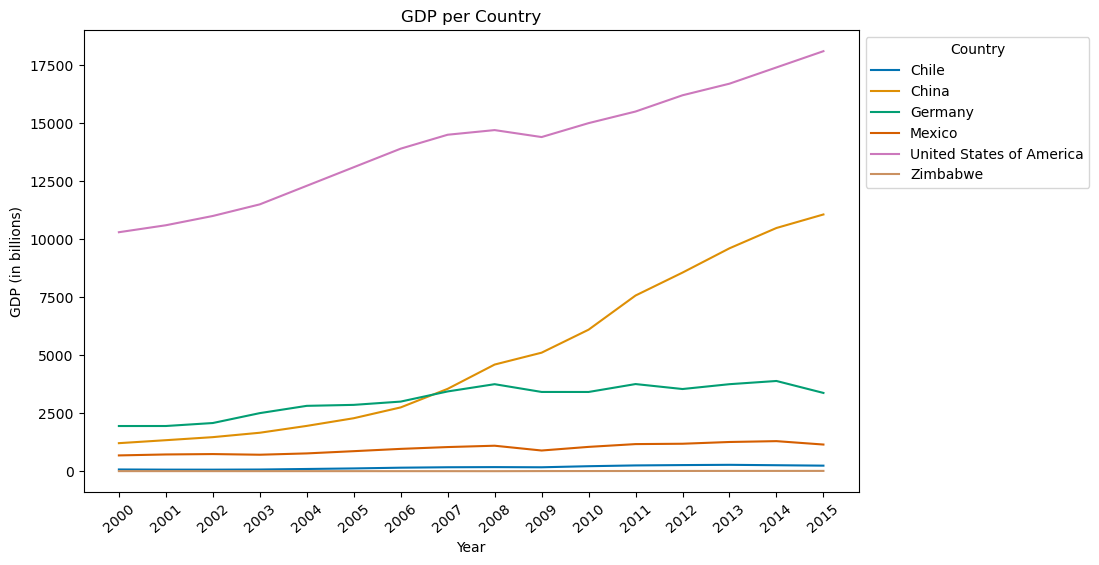 GDP per Country
GDP (in billions)
17500
15000
12500
10000
7500
5000
2500
0
2000 2001 2002 2003 2004 2005 2006 2007 2008 2009 2010 2011 2012 2013 2014 2015
Year
Country
Chile
China
Germany
Mexico
United States of America
Zimbabwe